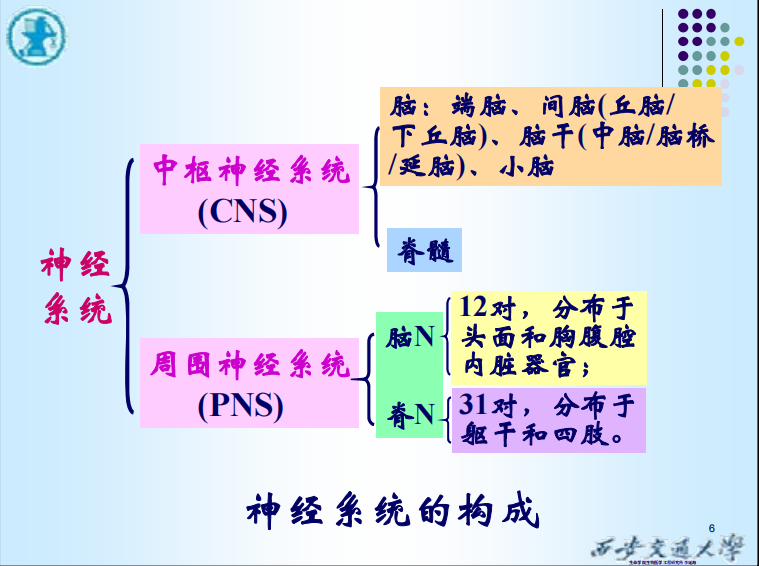 脑：端脑、间脑(丘脑/
下丘脑)、脑干(中脑/脑桥
/延脑)、小脑
中枢神经系统
(CNS)
脊髓
神经
系统
12对，分布于
头面和胸腹腔
内脏器官；
脑N
周围神经系统
(PNS)
31对，分布于
躯干和四肢。
脊N
神经系统的构成
6
西安交通大学